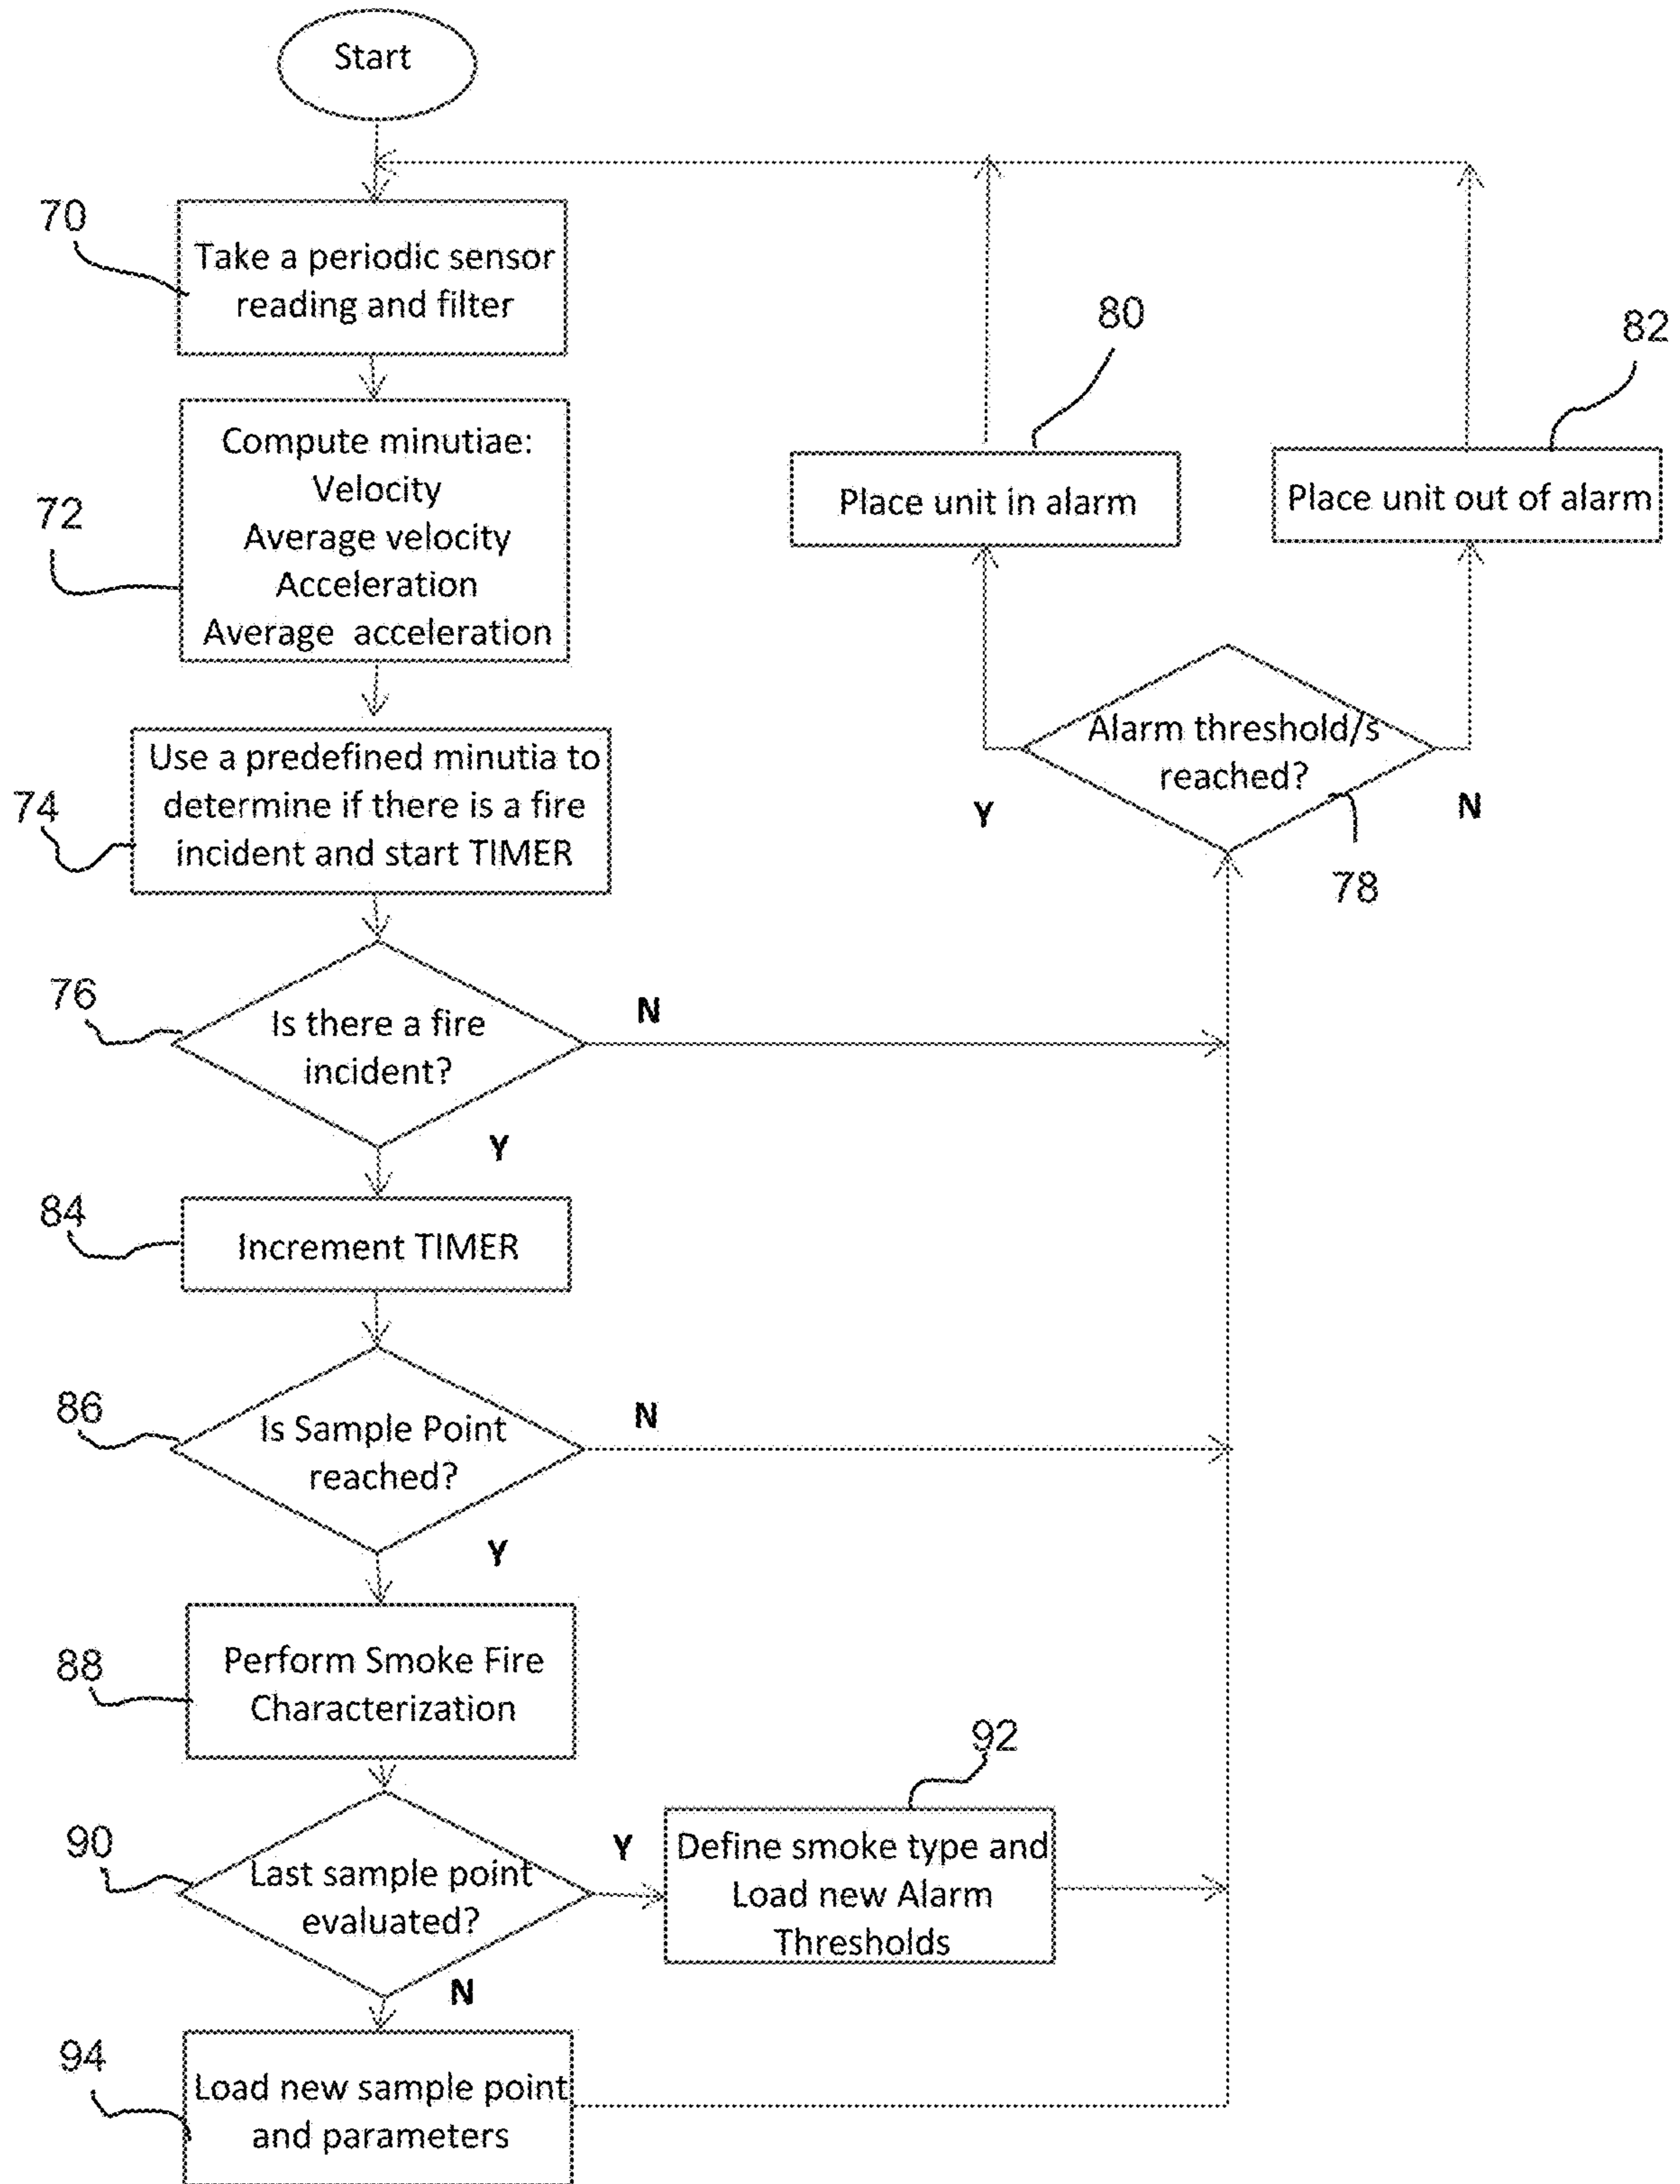 Start
70
Take a periodic sensor
reading and filter
72
Compute minutiae:
Velocity
Average velocity
Acceleration
Average acceleration
74
Use a predefined minutia to
determine if there is a fire
incident and start TIMER
76
Is there a fire
incident?
N
Y
84
Increment TIMER
86
Is Sample Point
reached?
N
Y
88
Perform Smoke Fire
Characterization
90
Last sample point
evaluated?
Y
N
92
Define smoke type and
Load new Alarm
Thresholds
94
Load new sample point
and parameters
80
Place unit in alarm
82
Place unit out of alarm
Alarm threshold/s
reached?
Y
N
78